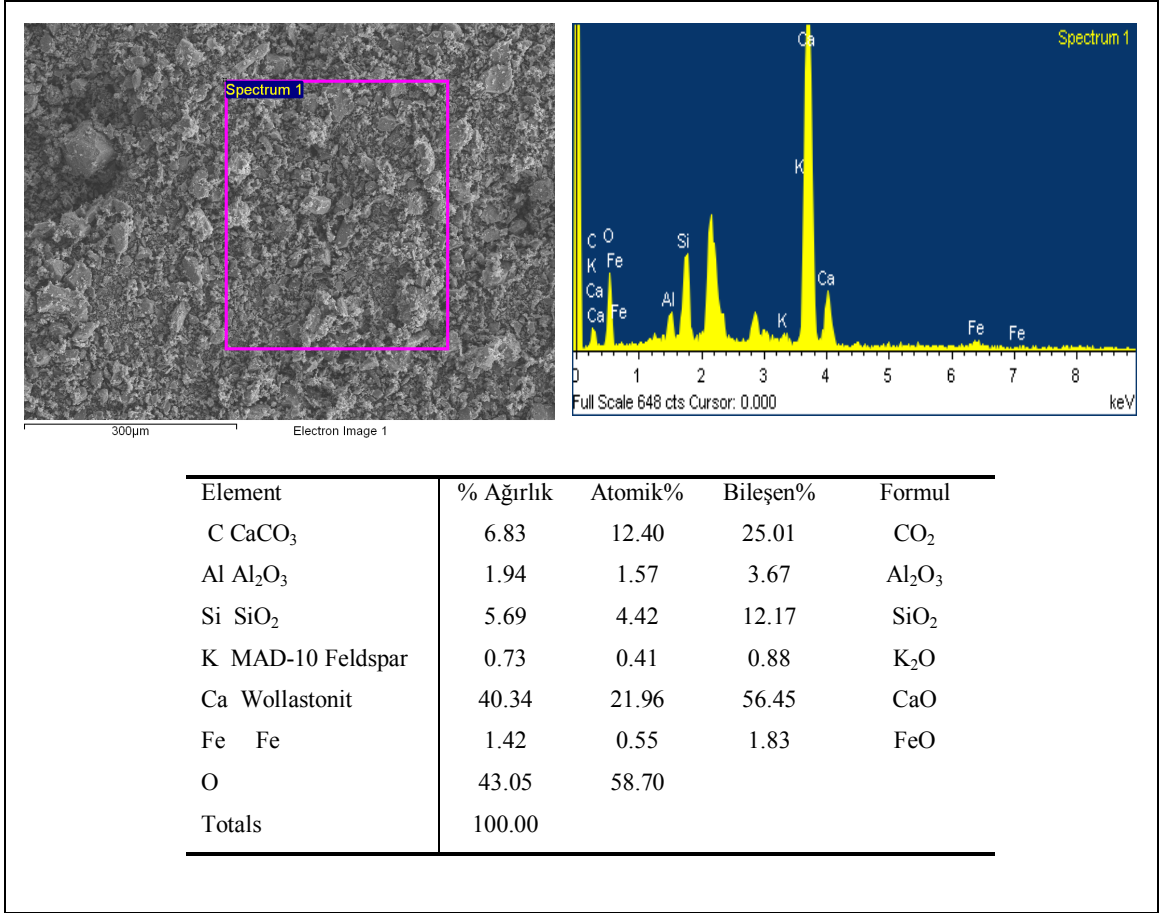 Spectrum 1
300µm Electron Image 1
Spectrum 1
Ca
K
C O
K Fe
Ca
Ca Fe
Al
Si
K
Ca
Fe
Fe
0 1 2 3 4 5 6 7 8
Full Scale 648 cts Cursor: 0.000 keV
Element % Ağırlık Atomik% Bileşen% Formul
C CaCO₃ 6.83 12.40 25.01 CO₂
Al Al₂O₃ 1.94 1.57 3.67 Al₂O₃
Si SiO₂ 5.69 4.42 12.17 SiO₂
K MAD-10 Feldspar 0.73 0.41 0.88 K₂O
Ca Wollastonit 40.34 21.96 56.45 CaO
Fe Fe 1.42 0.55 1.83 FeO
O 43.05 58.70
Totals 100.00